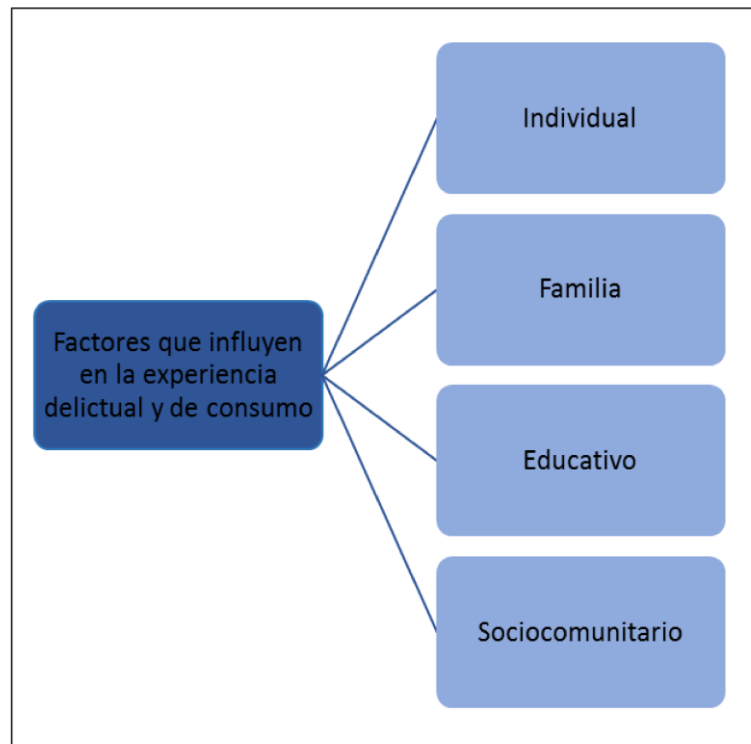 Individual
Familia
Factores que influyen
en la experiencia
delictual y de consumo
Educativo
Sociocomunitario